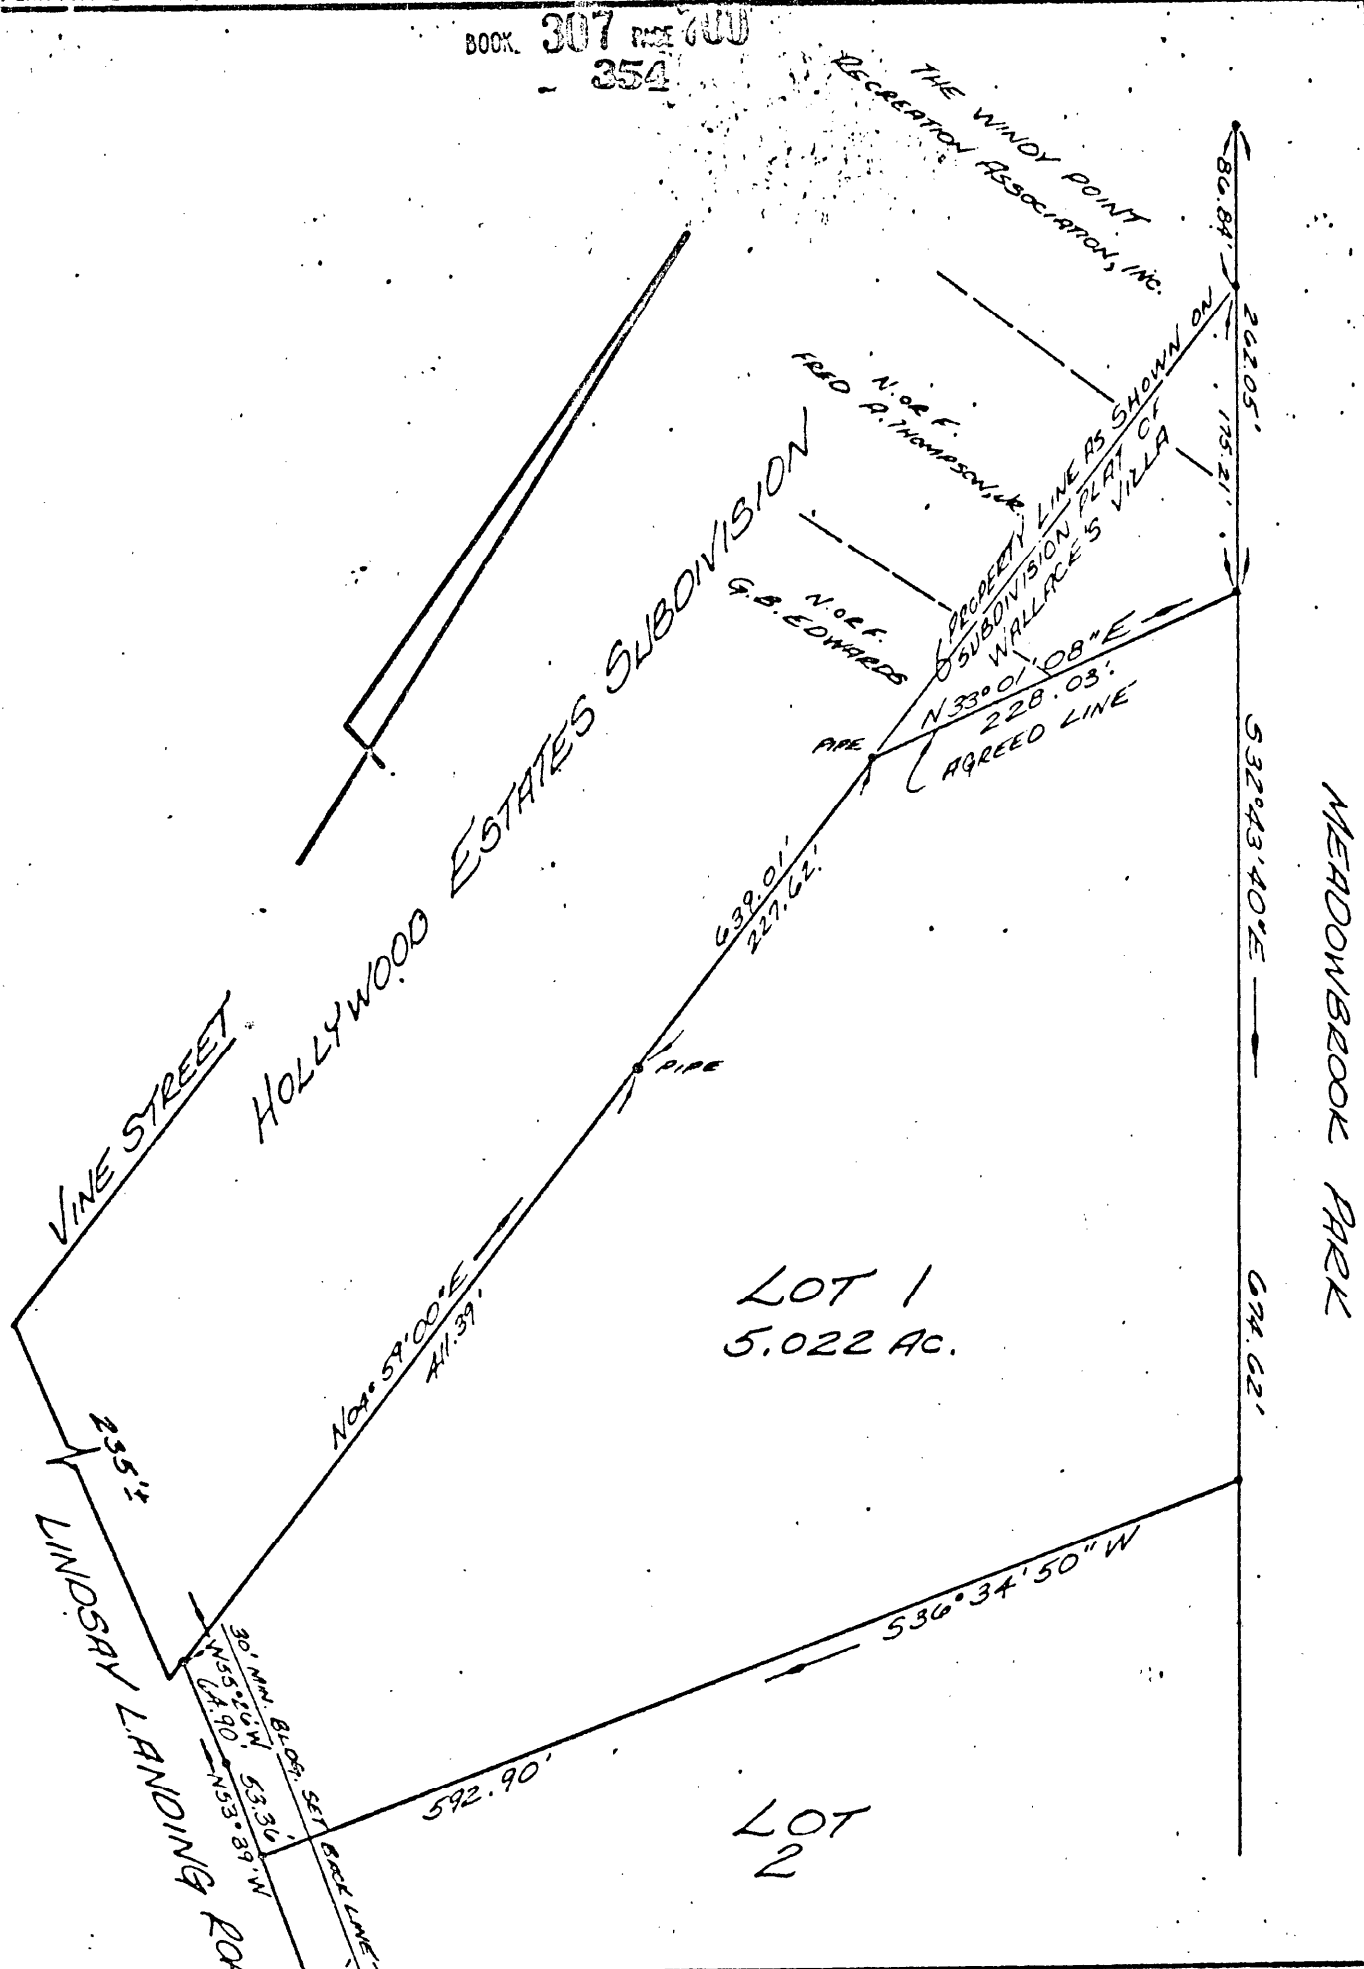 BOOK 307 PAGE 700
- 354
THE WINDY POINT
RECREATION ASSOCIATION, INC.
86.84'
262.05'
175.21'
N. OR F.
FRED A. THOMPSON, JR.
PROPERTY LINE AS SHOWN ON
SUBDIVISION PLAT OF
WALLACE'S VILLA
N. OR F.
G.B. EDWARDS
N33°01'08"E
228.03'
AGREED LINE
PIPE
S32°43'40"E
MEADOWBROOK PARK
HOLLYWOOD ESTATES SUBDIVISION
639.01'
227.62'
PIPE
VINE STREET
N04°59'00"E
411.39'
LOT 1
5.022 AC.
674.62'
235'±
LINDSAY LANDING ROA
30' MIN. BLDG. SET BACK LINE
N55°26'W
64.90'
53.36'
N53°39'W
S36°34'50"W
592.90'
LOT
2